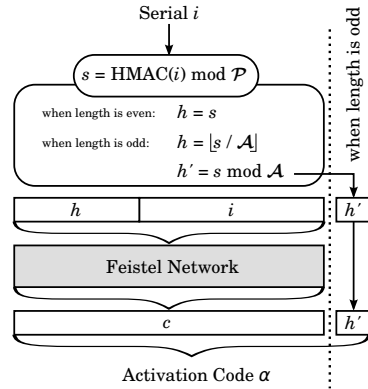 Serial i
s = HMAC(i) mod 𝒫
when length is even: h = s
when length is odd: h = ⌊s / 𝒜⌋
h′ = s mod 𝒜
when length is odd
h i h′
Feistel Network
c h′
Activation Code α